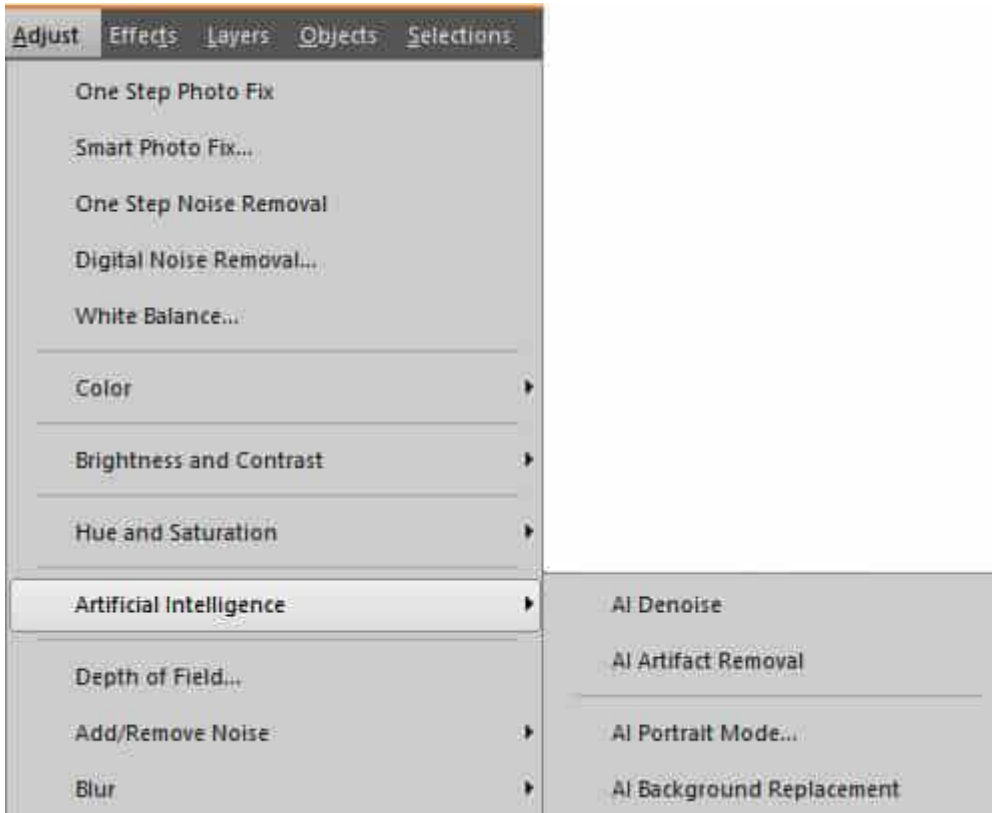 Adjust Effects Layers Objects Selections
One Step Photo Fix
Smart Photo Fix...
One Step Noise Removal
Digital Noise Removal...
White Balance...
Color
Brightness and Contrast
Hue and Saturation
Artificial Intelligence
AI Denoise
AI Artifact Removal
AI Portrait Mode...
AI Background Replacement
Depth of Field...
Add/Remove Noise
Blur